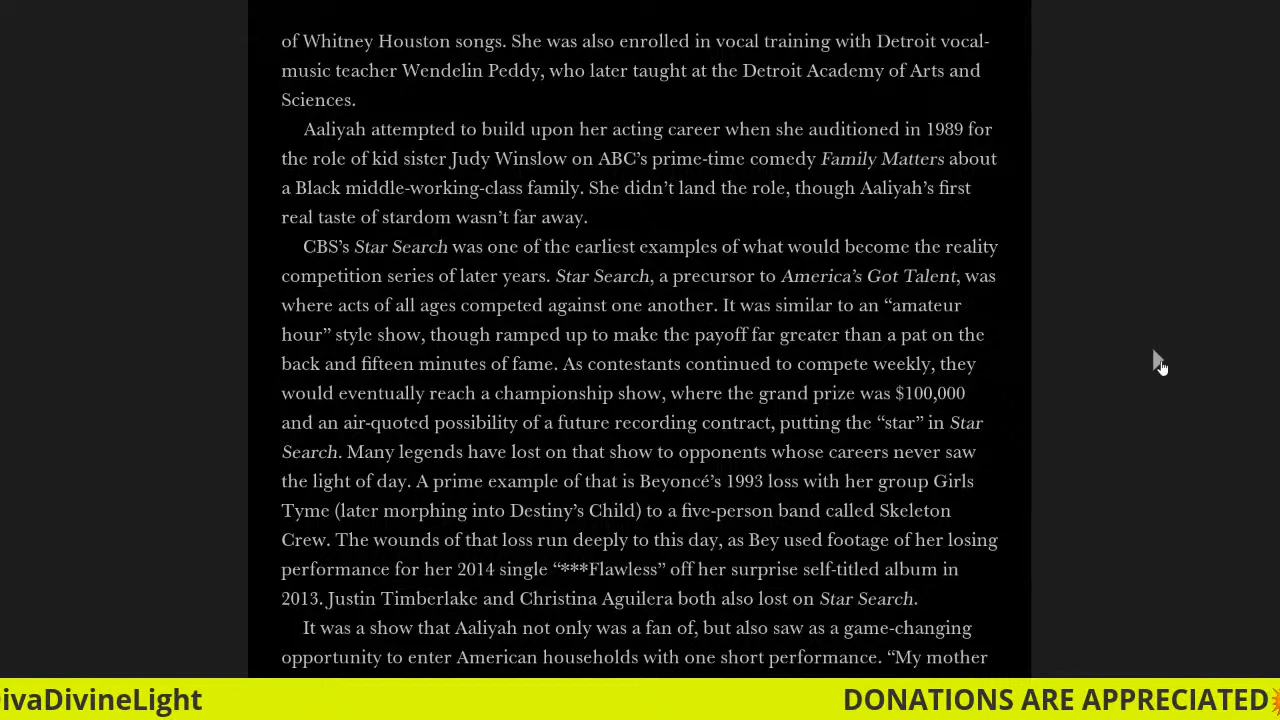 of Whitney Houston songs. She was also enrolled in vocal training with Detroit vocal-
music teacher Wendelin Peddy, who later taught at the Detroit Academy of Arts and
Sciences.
Aaliyah attempted to build upon her acting career when she auditioned in 1989 for
the role of kid sister Judy Winslow on ABC’s prime-time comedy Family Matters about
a Black middle-working-class family. She didn’t land the role, though Aaliyah’s first
real taste of stardom wasn’t far away.
CBS’s Star Search was one of the earliest examples of what would become the reality
competition series of later years. Star Search, a precursor to America’s Got Talent, was
where acts of all ages competed against one another. It was similar to an “amateur
hour” style show, though ramped up to make the payoff far greater than a pat on the
back and fifteen minutes of fame. As contestants continued to compete weekly, they
would eventually reach a championship show, where the grand prize was $100,000
and an air-quoted possibility of a future recording contract, putting the “star” in Star
Search. Many legends have lost on that show to opponents whose careers never saw
the light of day. A prime example of that is Beyoncé’s 1993 loss with her group Girls
Tyme (later morphing into Destiny’s Child) to a five-person band called Skeleton
Crew. The wounds of that loss run deeply to this day, as Bey used footage of her losing
performance for her 2014 single “***Flawless” off her surprise self-titled album in
2013. Justin Timberlake and Christina Aguilera both also lost on Star Search.
It was a show that Aaliyah not only was a fan of, but also saw as a game-changing
opportunity to enter American households with one short performance. “My mother
ivaDivineLight
DONATIONS ARE APPRECIATED